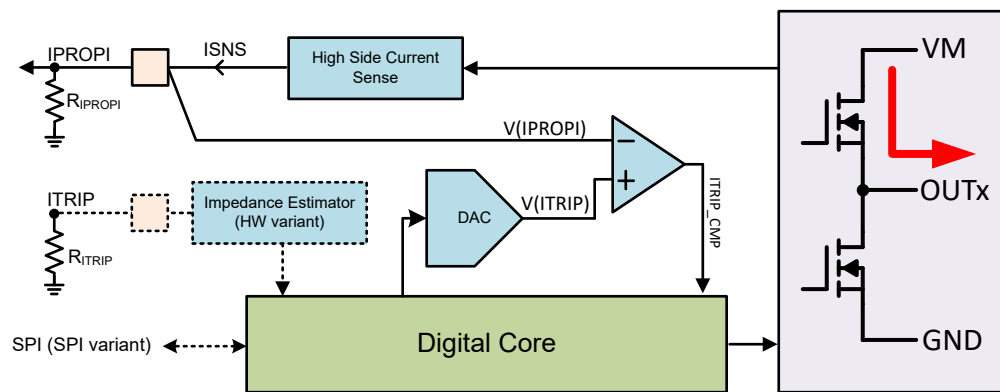 IPROPI
ISNS
High Side Current
Sense
VM
RIPROPI
V(IPROPI)
−
+
ITRIP
Impedance Estimator
(HW variant)
DAC
V(ITRIP)
ITRIP_CMP
OUTx
RITRIP
SPI (SPI variant)
Digital Core
GND